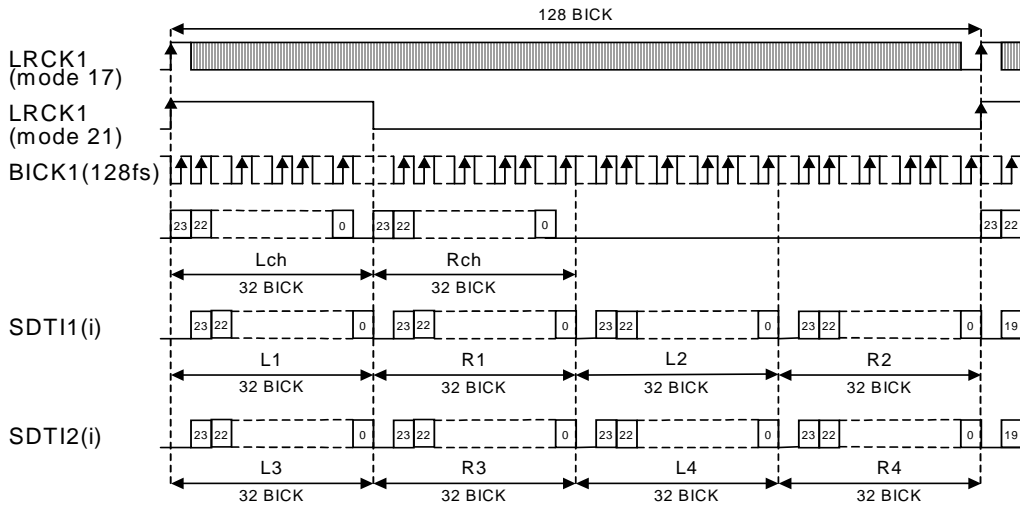 128 BICK
LRCK1
(mode 17)
LRCK1
(mode 21)
BICK1(128fs)
23 22 0 23 22 0 23 22
Lch Rch
32 BICK 32 BICK
SDTI1(i)
23 22 0 23 22 0 23 22 0 23 22 0 19
L1 R1 L2 R2
32 BICK 32 BICK 32 BICK 32 BICK
SDTI2(i)
23 22 0 23 22 0 23 22 0 23 22 0 19
L3 R3 L4 R4
32 BICK 32 BICK 32 BICK 32 BICK